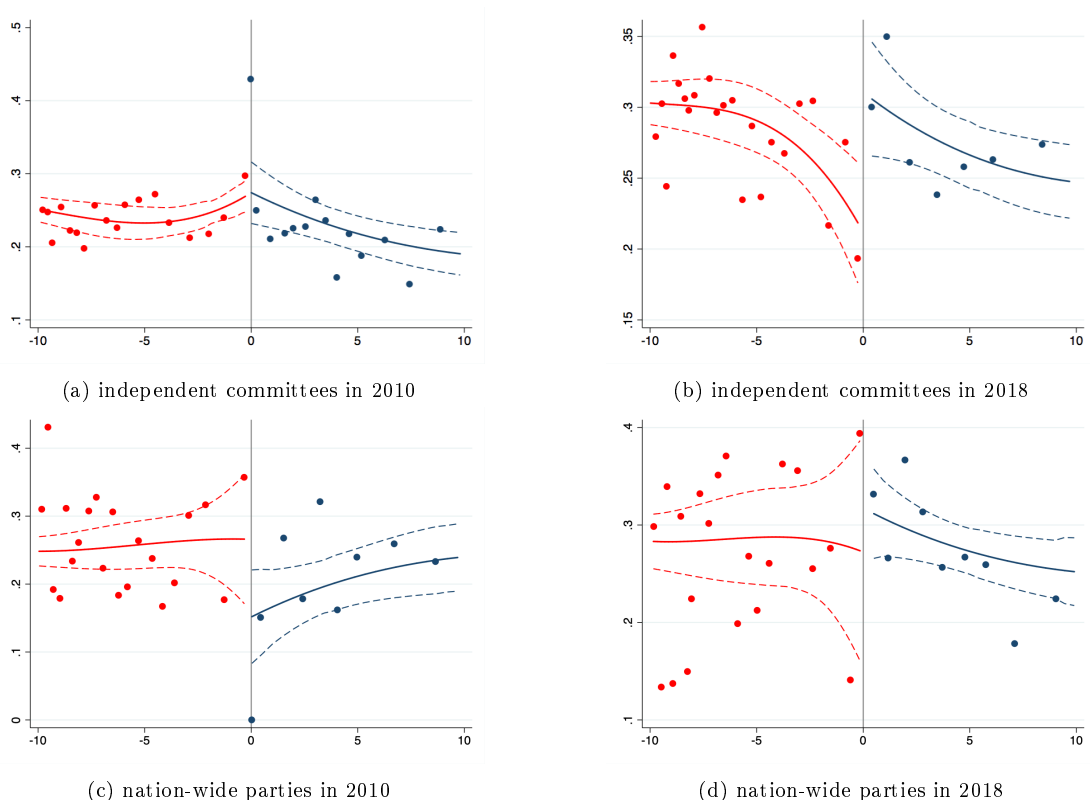 .5
.4
.3
.2
.1
-10 -5 0 5 10
(a) independent committees in 2010
.35
.3
.25
.2
.15
-10 -5 0 5 10
(b) independent committees in 2018
.4
.3
.2
.1
0
-10 -5 0 5 10
(c) nation-wide parties in 2010
.4
.3
.2
.1
-10 -5 0 5 10
(d) nation-wide parties in 2018